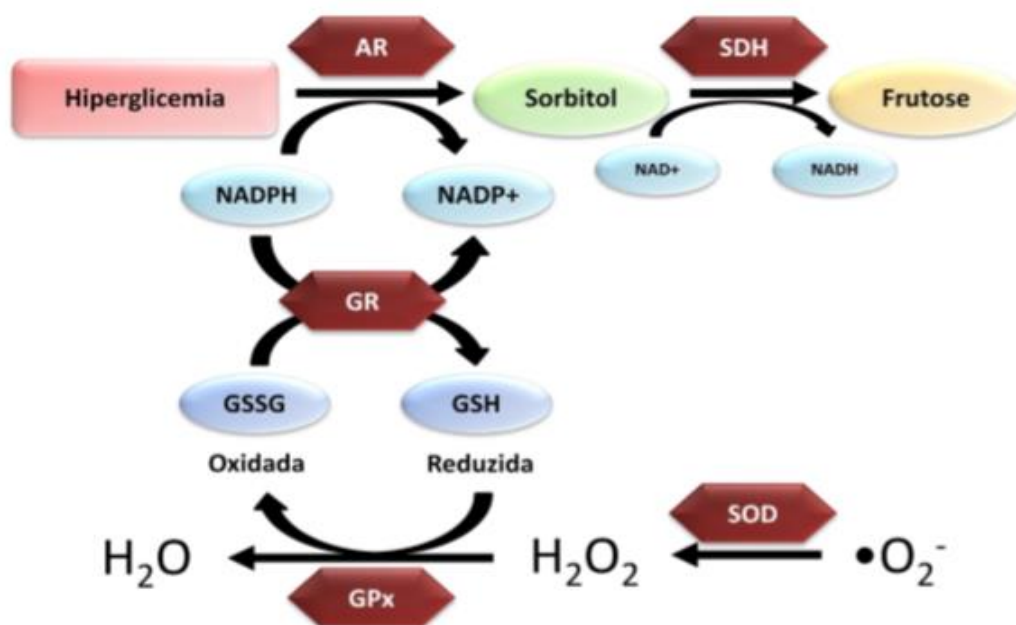 AR
SDH
Hiperglicemia
Sorbitol
Frutose
NAD+
NADH
NADPH
NADP+
GR
GSSG
GSH
Oxidada
Reduzida
SOD
H₂O
H₂O₂
•O₂⁻
GPx